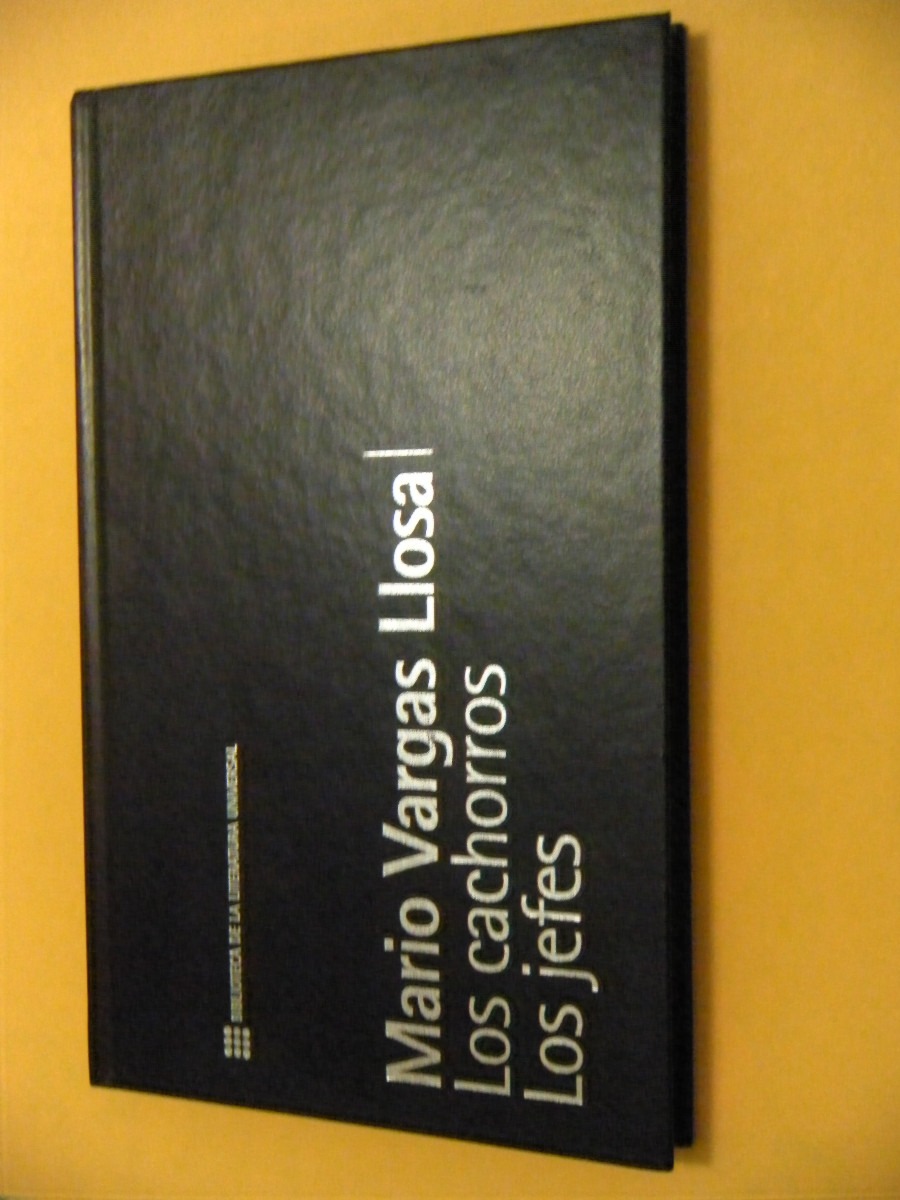 BIBLIOTECA DE LA LITERATURA UNIVERSAL
Mario Vargas Llosa
Los cachorros
Los jefes